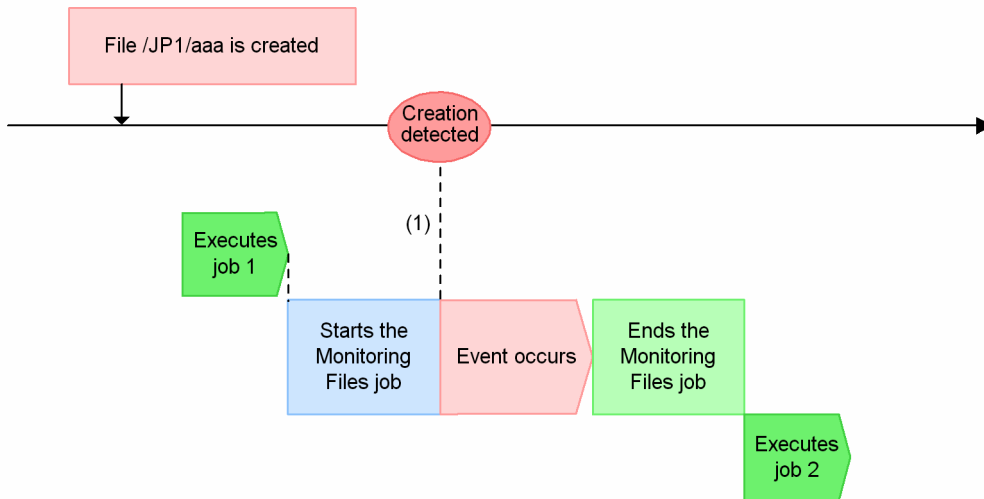 File /JP1/aaa is created
Creation
detected
(1)
Executes
job 1
Starts the
Monitoring
Files job
Event occurs
Ends the
Monitoring
Files job
Executes
job 2